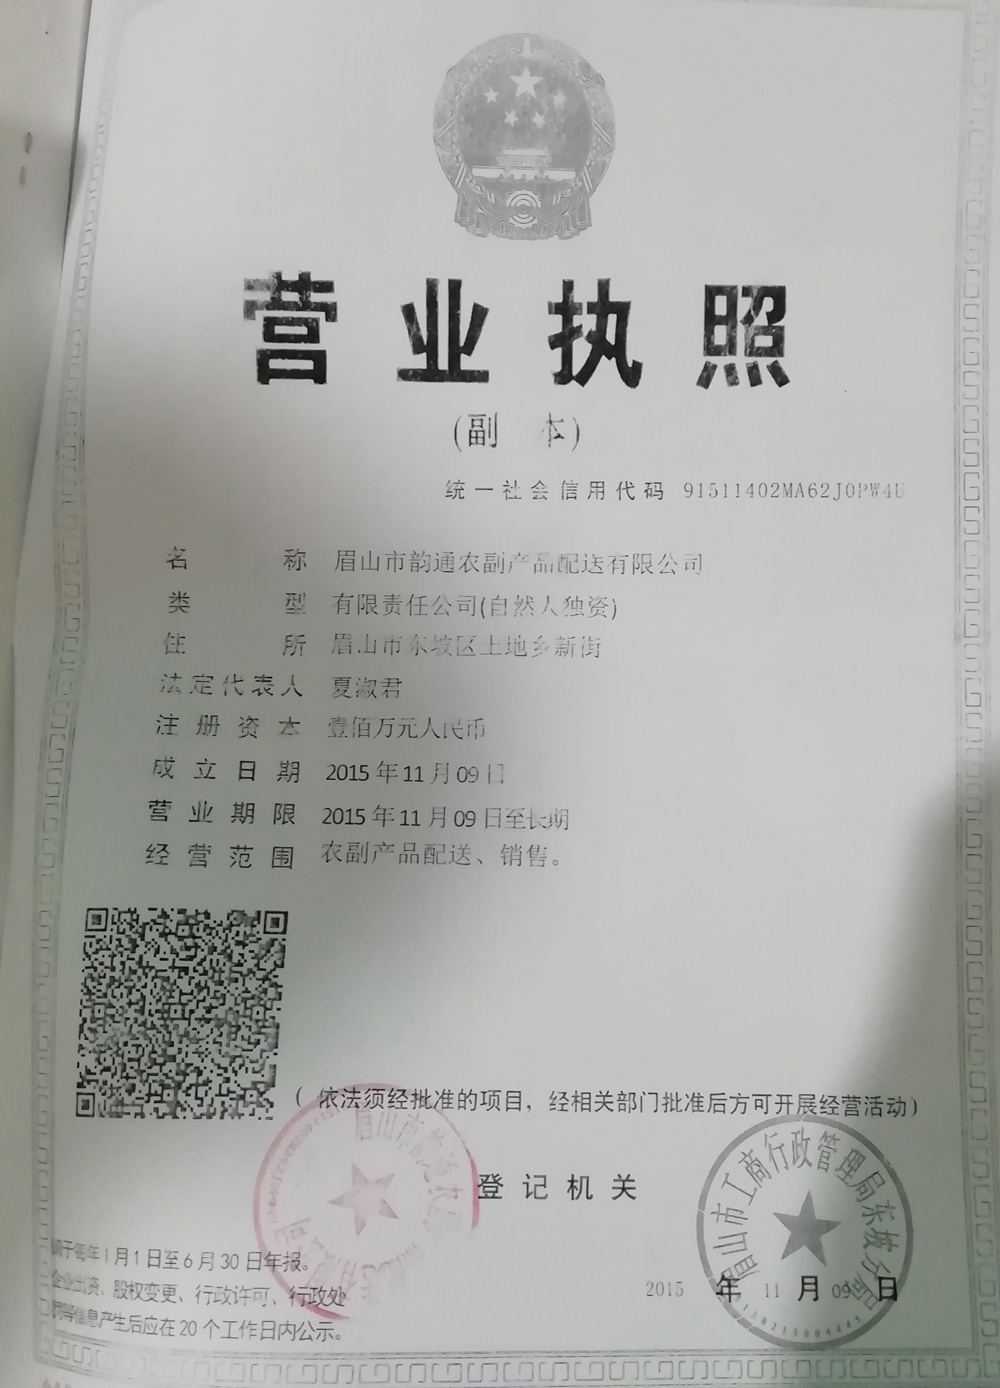 营业执照
(副 本)
统一社会信用代码 91511402MA62J0PW4U
名称 眉山市韵通农副产品配送有限公司
类型 有限责任公司(自然人独资)
住所 眉山市东坡区土地乡新街
法定代表人 夏淑君
注册资本 壹佰万元人民币
成立日期 2015年11月09日
营业期限 2015年11月09日至长期
经营范围 农副产品配送、销售。
(依法须经批准的项目，经相关部门批准后方可开展经营活动)
登记机关
眉山市工商行政管理局东坡分局
2015 年 11 月 09 日
于每年1月1日至6月30日年报。
企业出资、股权变更、行政许可、行政处
罚等信息产生后应在20个工作日内公示。